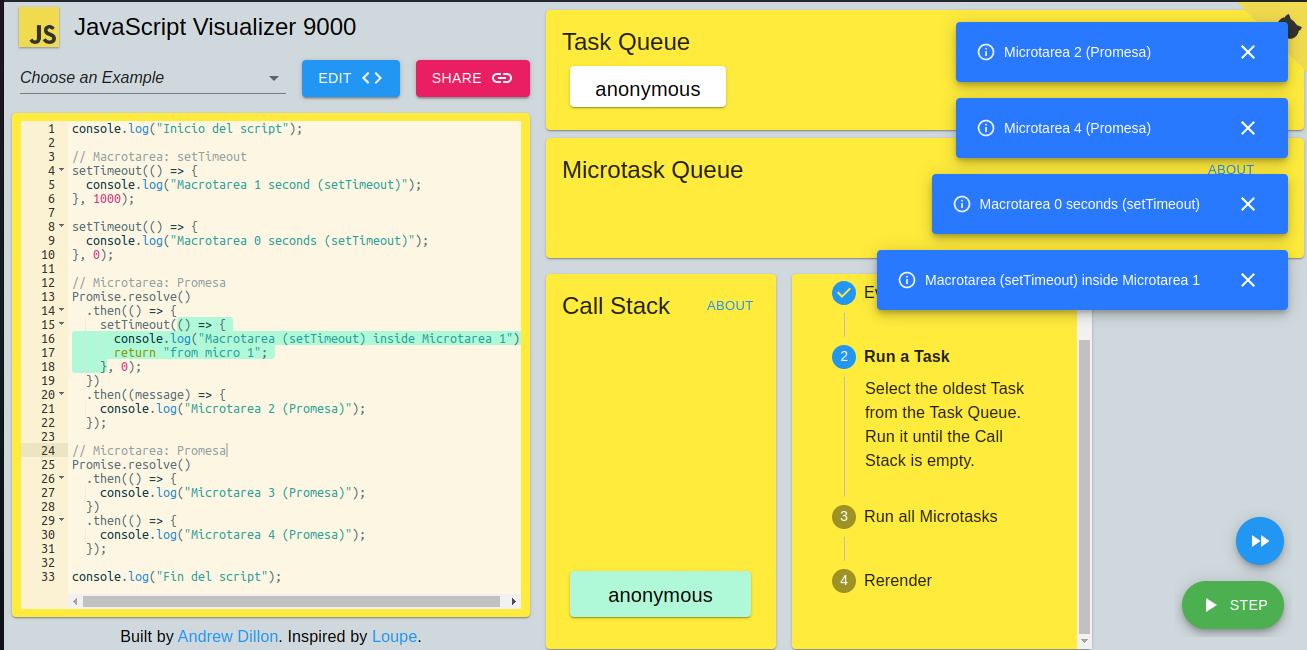 JS
JavaScript Visualizer 9000
Choose an Example
EDIT
SHARE
1 console.log("Inicio del script");
2
3 // Macrotarea: setTimeout
4 setTimeout(() => {
5 console.log("Macrotarea 1 second (setTimeout)");
6 }, 1000);
7
8 setTimeout(() => {
9 console.log("Macrotarea 0 seconds (setTimeout)");
10 }, 0);
11
12 // Microtarea: Promesa
13 Promise.resolve()
14 .then(() => {
15 setTimeout(() => {
16 console.log("Macrotarea (setTimeout) inside Microtarea 1")
17 return "from micro 1";
18 }, 0);
19 })
20 .then((message) => {
21 console.log("Microtarea 2 (Promesa)");
22 });
23
24 // Microtarea: Promesa
25 Promise.resolve()
26 .then(() => {
27 console.log("Microtarea 3 (Promesa)");
28 })
29 .then(() => {
30 console.log("Microtarea 4 (Promesa)");
31 });
32
33 console.log("Fin del script");
Built by Andrew Dillon. Inspired by Loupe.
Task Queue
anonymous
Microtask Queue
ABOUT
Microtarea 2 (Promesa)
Microtarea 4 (Promesa)
Macrotarea 0 seconds (setTimeout)
Macrotarea (setTimeout) inside Microtarea 1
Call Stack
ABOUT
anonymous
2 Run a Task
Select the oldest Task
from the Task Queue.
Run it until the Call
Stack is empty.
3 Run all Microtasks
4 Rerender
STEP